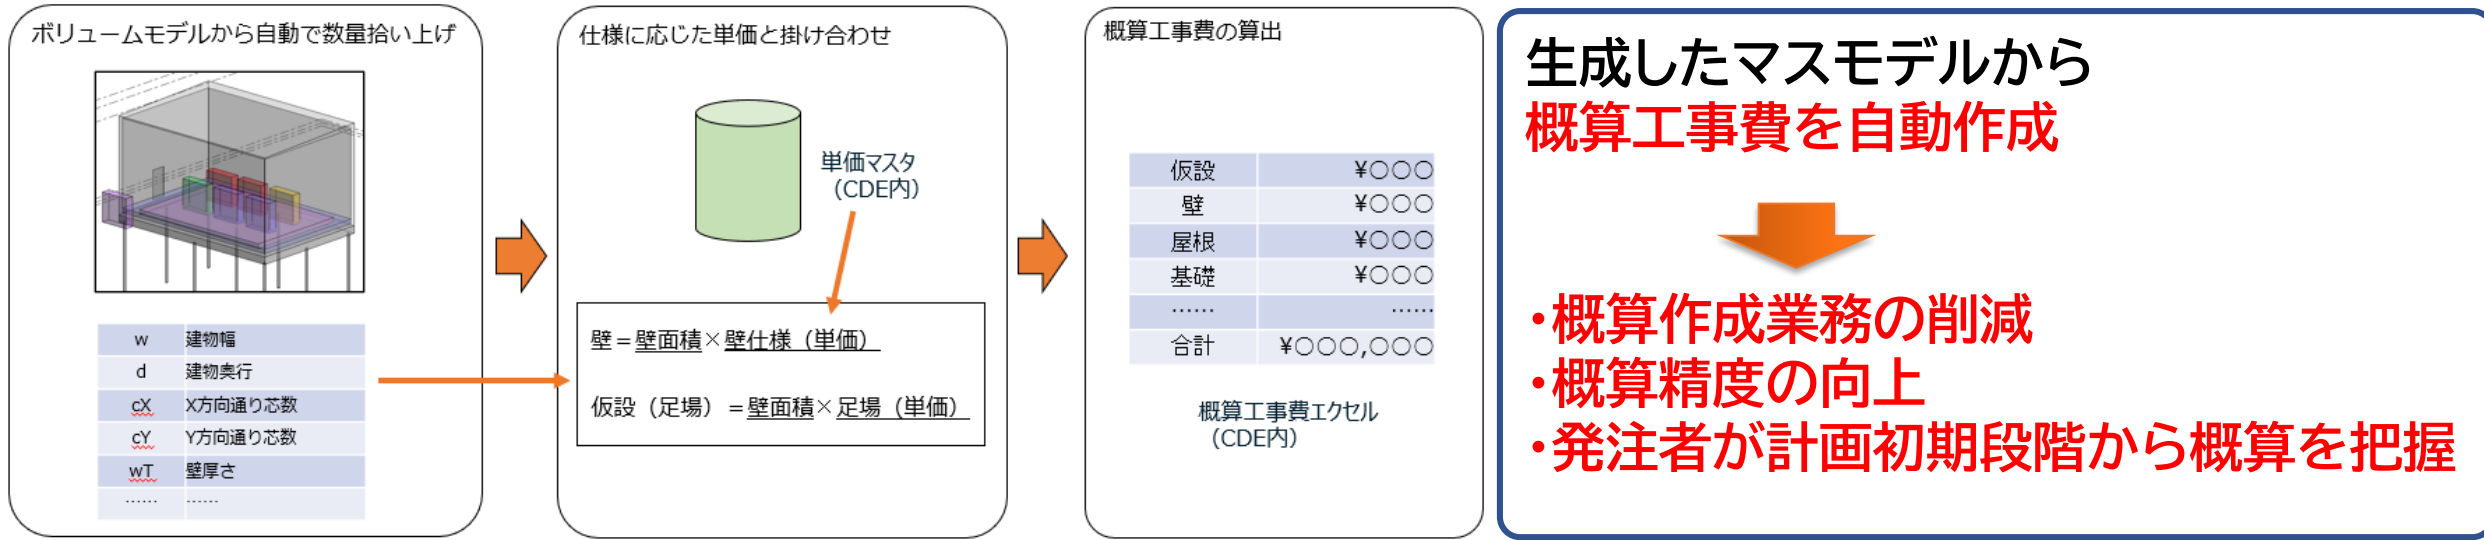 ボリュームモデルから自動で数量拾い上げ
w 建物幅
d 建物奥行
cX X方向通り芯数
cY Y方向通り芯数
wT 壁厚さ
…… ……
仕様に応じた単価と掛け合わせ
単価マスタ
（CDE内）
壁＝壁面積×壁仕様（単価）
仮設（足場）＝壁面積×足場（単価）
概算工事費の算出
仮設 ¥○○○
壁 ¥○○○
屋根 ¥○○○
基礎 ¥○○○
…… ……
合計 ¥○○○,○○○
概算工事費エクセル
（CDE内）
生成したマスモデルから
概算工事費を自動作成
・概算作成業務の削減
・概算精度の向上
・発注者が計画初期段階から概算を把握